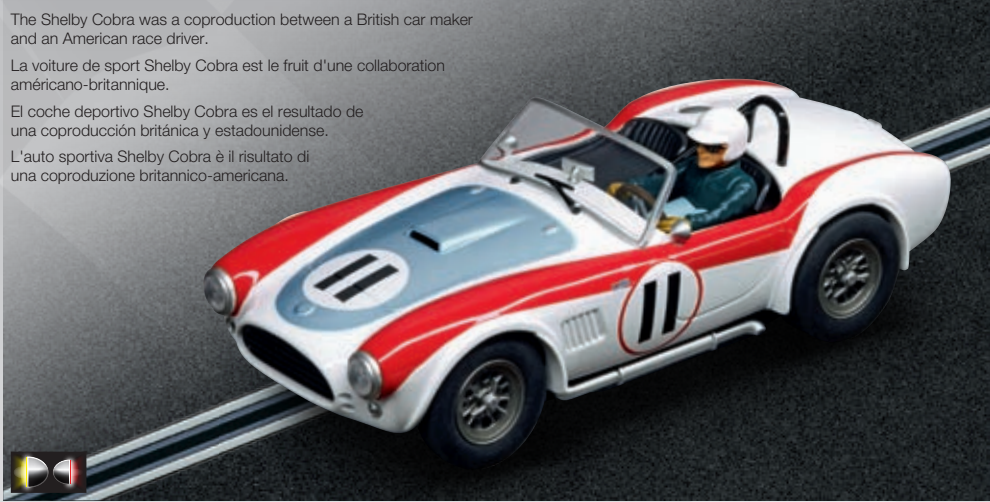 The Shelby Cobra was a coproduction between a British car maker
and an American race driver.
La voiture de sport Shelby Cobra est le fruit d'une collaboration
américano-britannique.
El coche deportivo Shelby Cobra es el resultado de
una coproducción británica y estadounidense.
L'auto sportiva Shelby Cobra è il risultato di
una coproduzione britannico-americana.
11
11